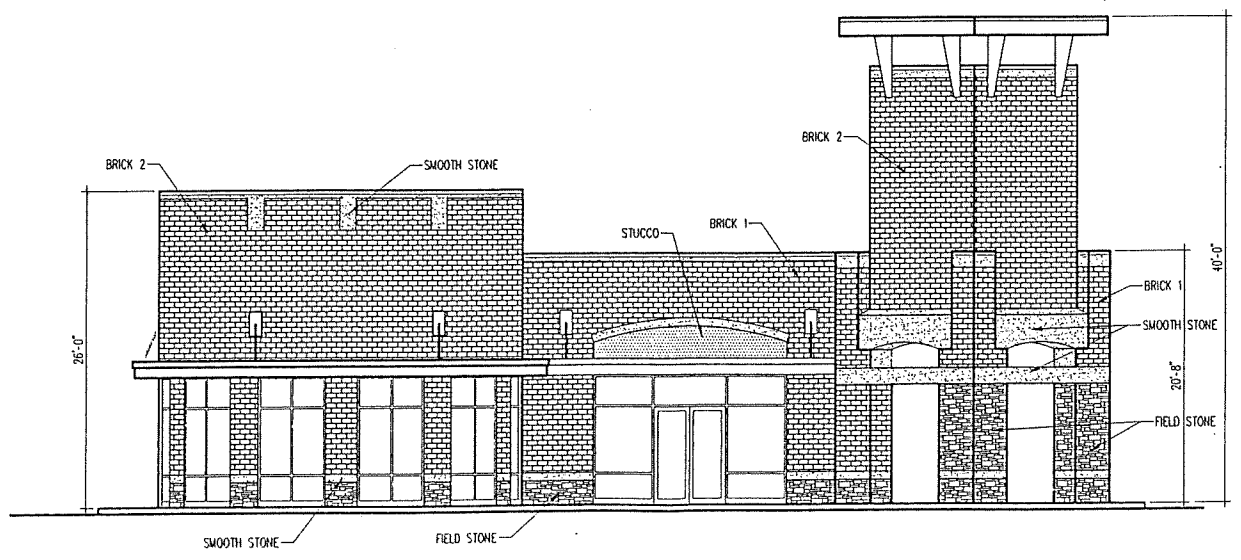 BRICK 2
BRICK 2
SMOOTH STONE
STUCCO
BRICK 1
40'-0"
BRICK 1
SMOOTH STONE
26'-0"
20'-8"
FIELD STONE
SMOOTH STONE
FIELD STONE